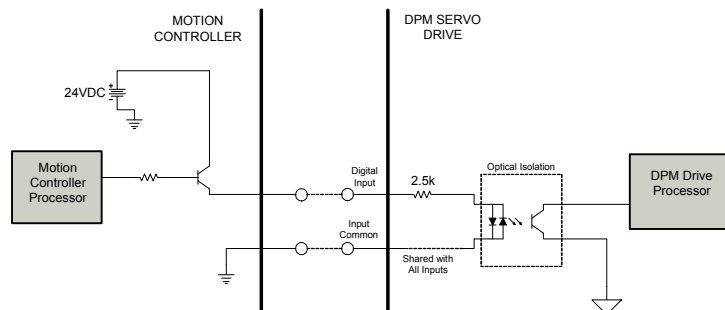 MOTION
CONTROLLER
DPM SERVO
DRIVE
24VDC
+
-
Motion
Controller
Processor
Digital
Input
2.5k
Optical Isolation
DPM Drive
Processor
Input
Common
Shared with
All Inputs